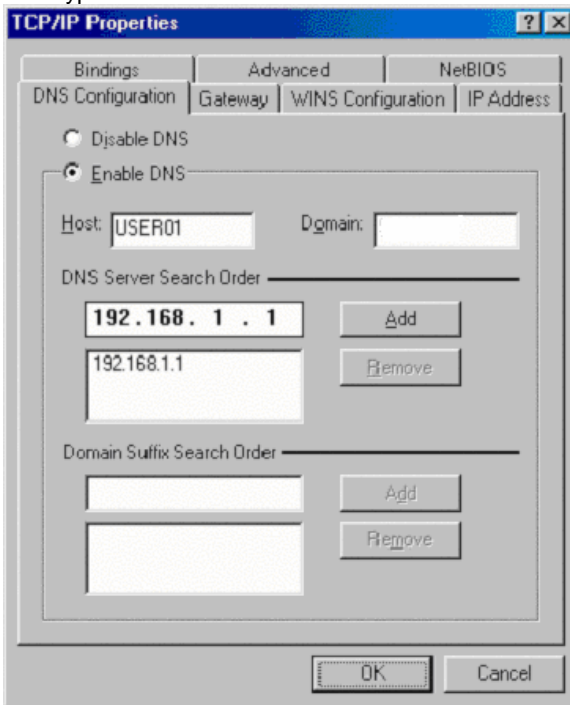 TCP/IP Properties
Bindings Advanced NetBIOS
DNS Configuration Gateway WINS Configuration IP Address
Disable DNS
Enable DNS
Host: USER01 Domain:
DNS Server Search Order
192.168. 1 . 1 Add
192.168.1.1 Remove
Domain Suffix Search Order
Add
Remove
OK Cancel